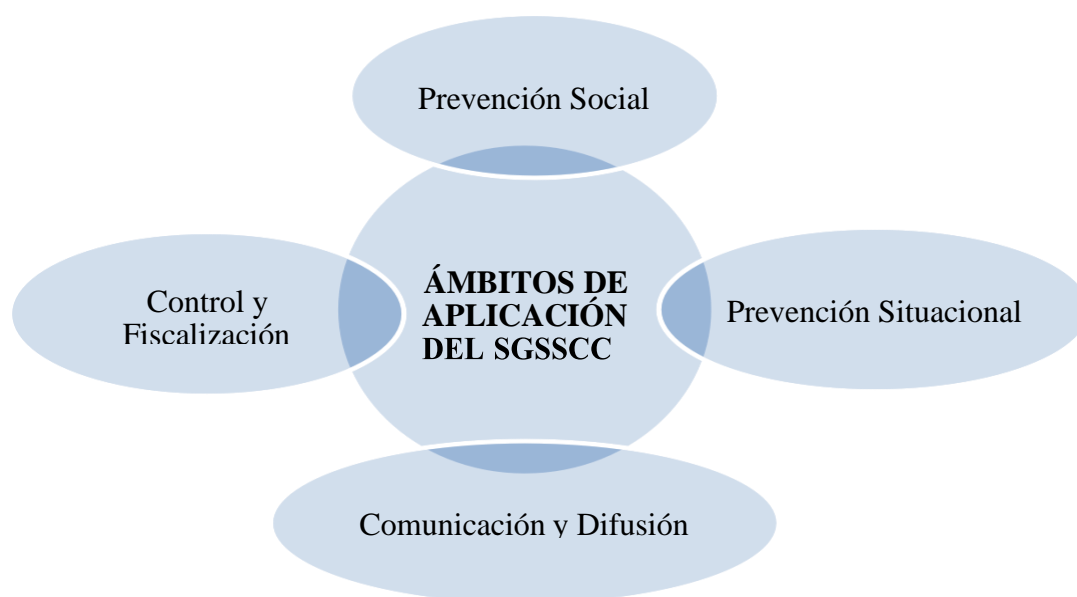 Prevención Social
ÁMBITOS DE
APLICACIÓN
DEL SGSSCC
Control y
Fiscalización
Prevención Situacional
Comunicación y Difusión